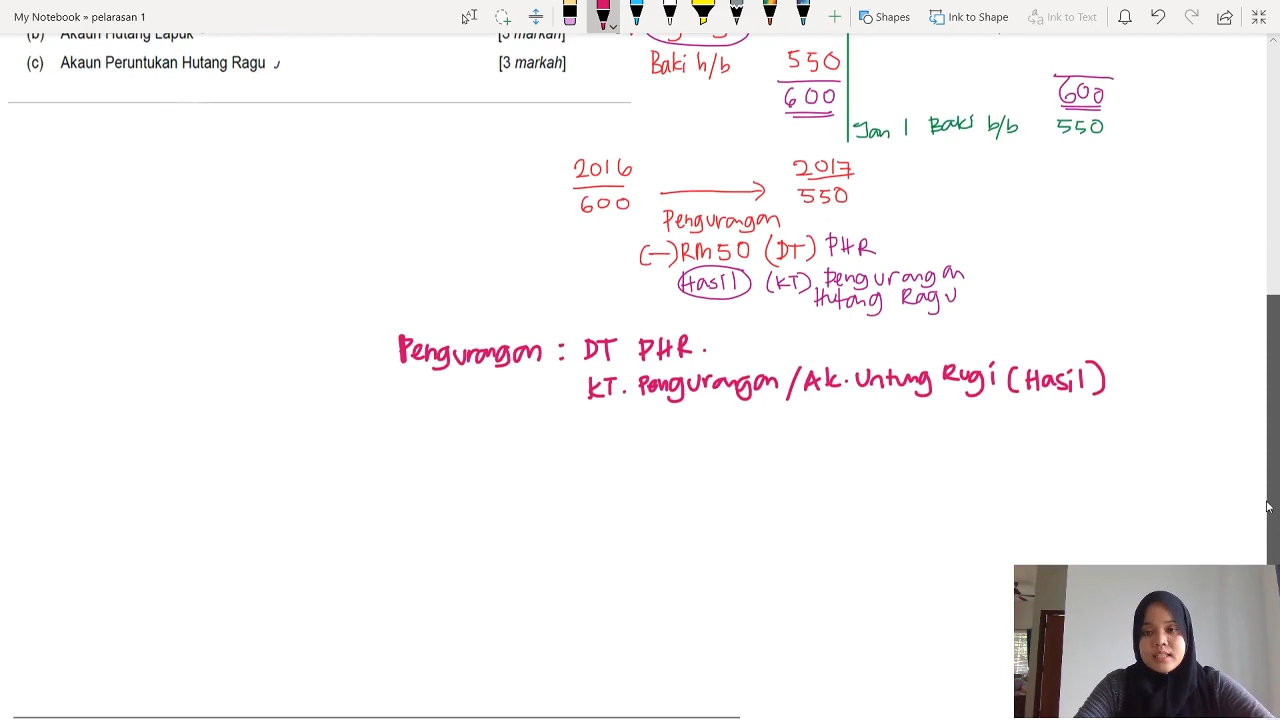 My Notebook » pelarasan 1
Shapes
Ink to Shape
Ink to Text
(b) Akaun Hutang Lapuk [3 markah]
(c) Akaun Peruntukan Hutang Ragu [3 markah]
Baki h/b 550
600
600
Jan 1 Baki b/b 550
2016 2017
600 550
Pengurangan
(-) RM50 (DT) PHR
Hasil (KT) Pengurangan
Hutang Ragu
Pengurangan : DT PHR.
KT. Pengurangan / Ak. Untung Rugi (Hasil)